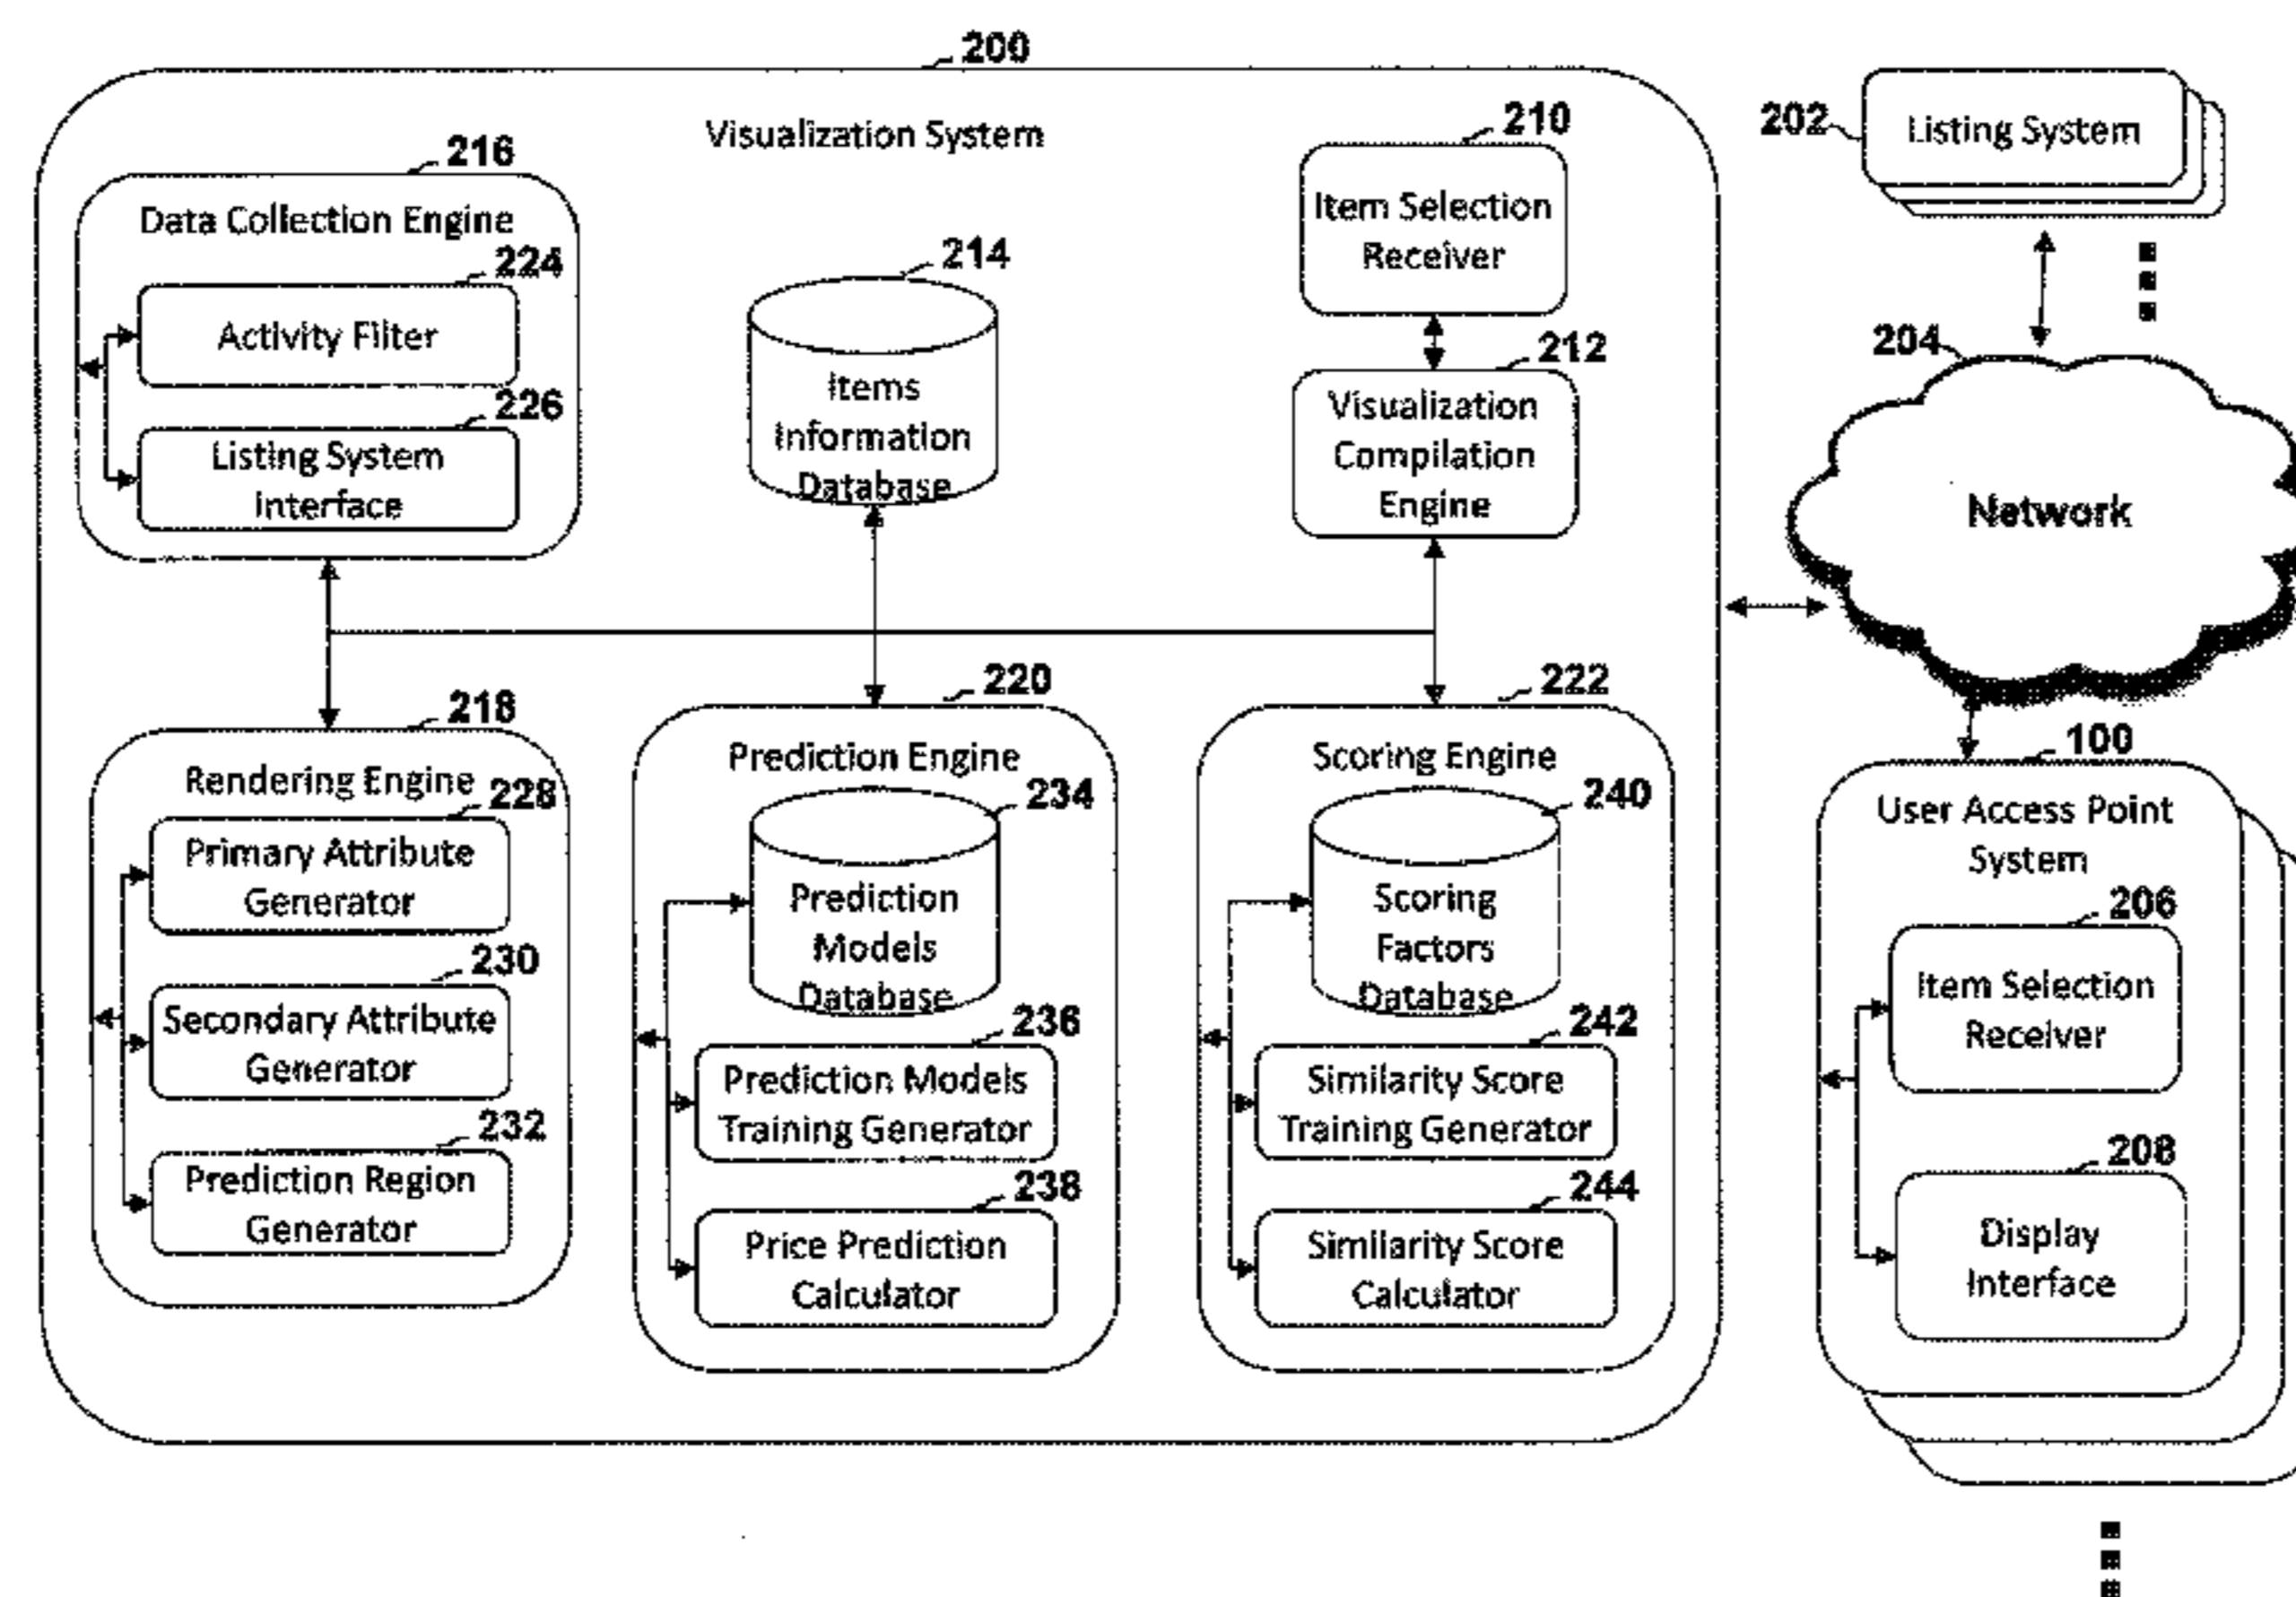 200
Visualization System
216
Data Collection Engine
224
Activity Filter
226
Listing System
Interface
214
Items
Information
Database
210
Item Selection
Receiver
212
Visualization
Compilation
Engine
218
Rendering Engine
228
Primary Attribute
Generator
230
Secondary Attribute
Generator
232
Prediction Region
Generator
220
Prediction Engine
234
Prediction
Models
Database
236
Prediction Models
Training Generator
238
Price Prediction
Calculator
222
Scoring Engine
240
Scoring
Factors
Database
242
Similarity Score
Training Generator
244
Similarity Score
Calculator
202
Listing System
204
Network
100
User Access Point
System
206
Item Selection
Receiver
208
Display
Interface